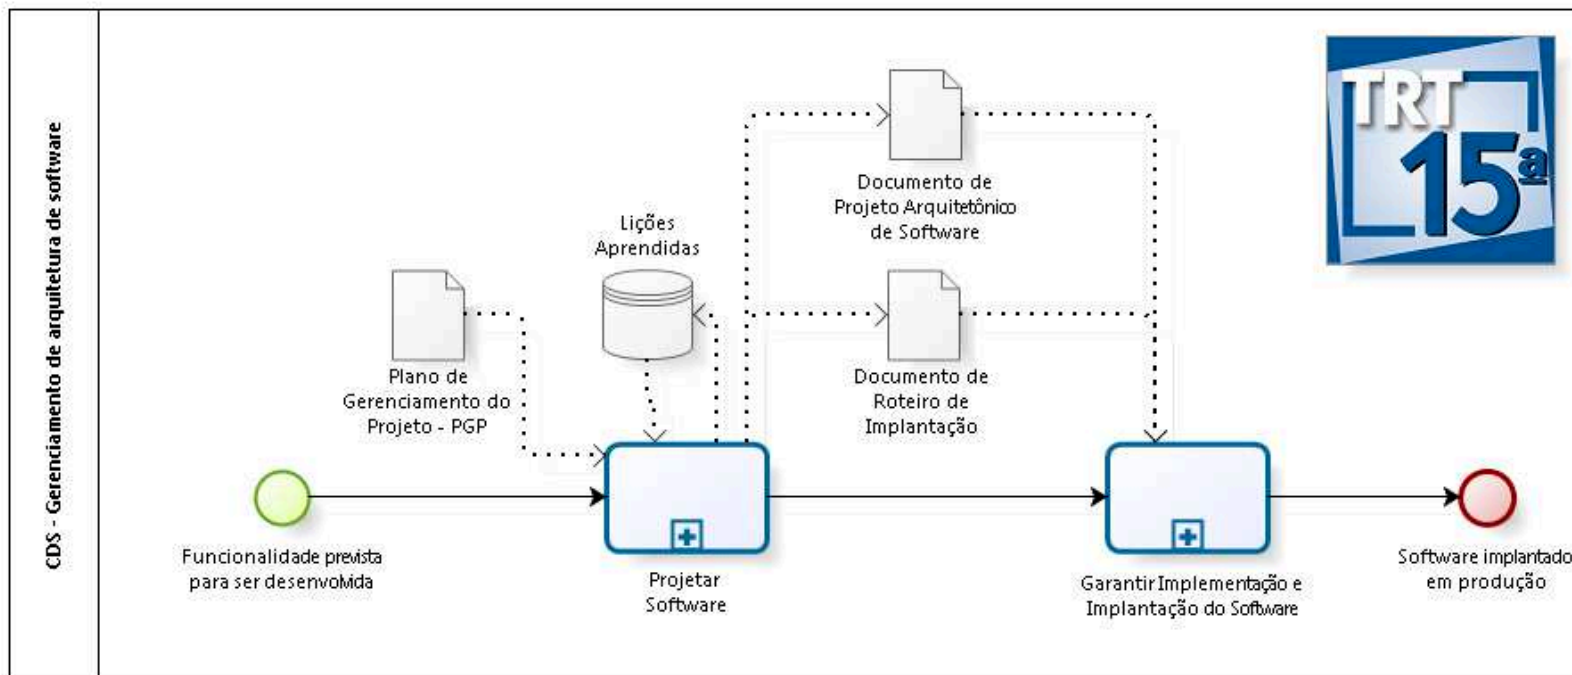 CDS - Gerenciamento de arquitetura de software
TRT
15ª
Documento de
Projeto Arquitetônico
de Software
Lições
Aprendidas
Plano de
Gerenciamento do
Projeto - PGP
Documento de
Roteiro de
Implantação
Funcionalidade prevista
para ser desenvolvida
Projetar
Software
Garantir Implementação e
Implantação do Software
Software implantado
em produção